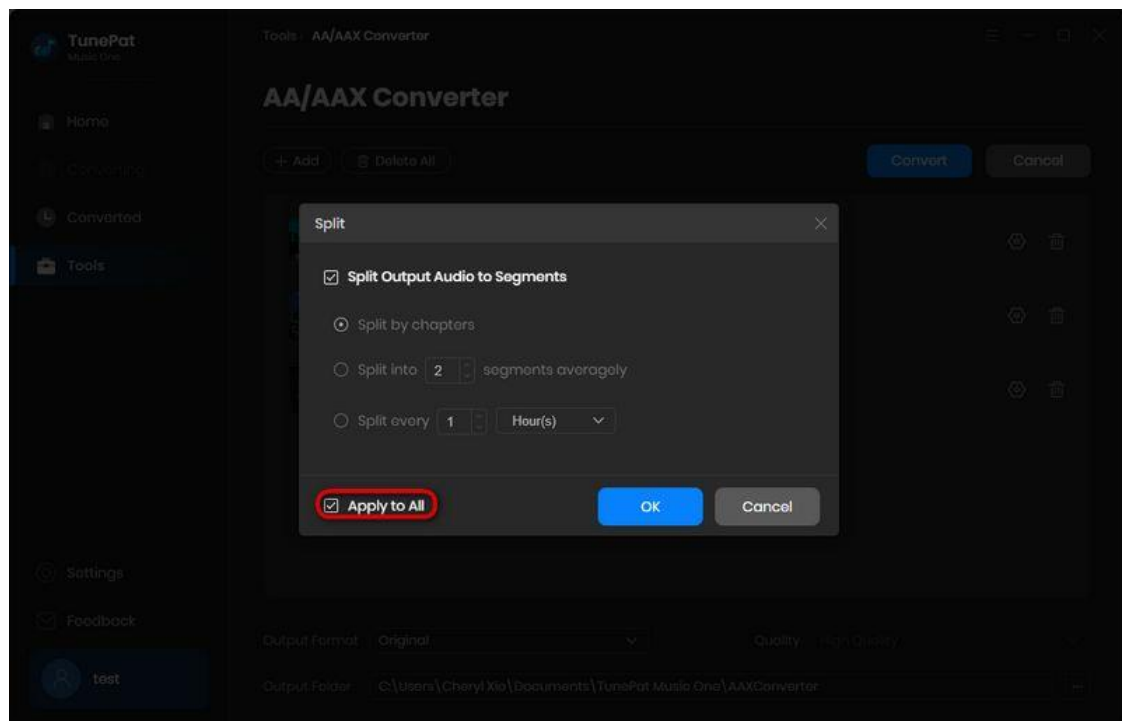 TunePat
Music One
Tools
AA/AAX Converter
AA/AAX Converter
Home
+ Add
Delete All
Convert
Cancel
Converting
Converted
Tools
Split
Split Output Audio to Segments
Split by chapters
Split into 2 segments averagely
Split every 1 Hour(s)
Apply to All
OK
Cancel
Settings
Feedback
test
Output Format Original
Quality High Quality
Output Folder C:\Users\Cheryl Xie\Documents\TunePat Music One\AAXConverter
...